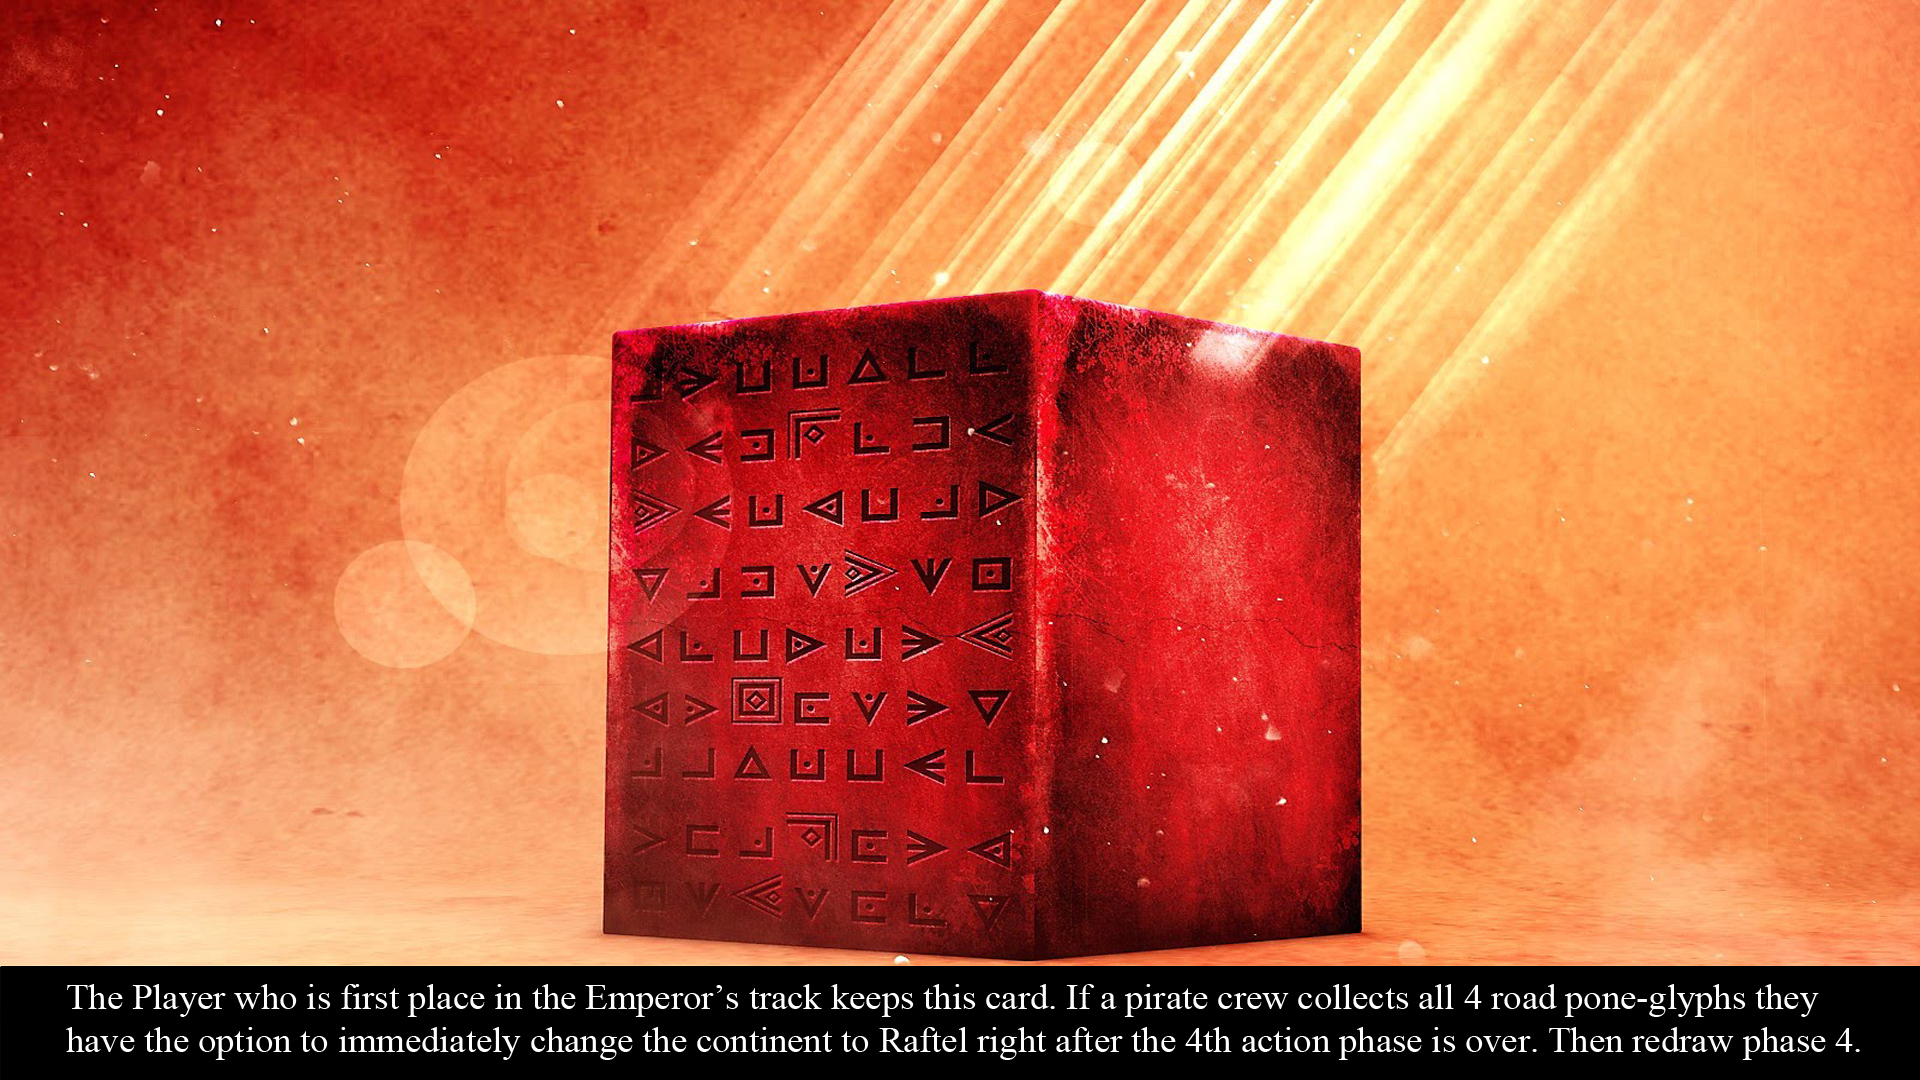 The Player who is first place in the Emperor’s track keeps this card. If a pirate crew collects all 4 road pone-glyphs they
have the option to immediately change the continent to Raftel right after the 4th action phase is over. Then redraw phase 4.